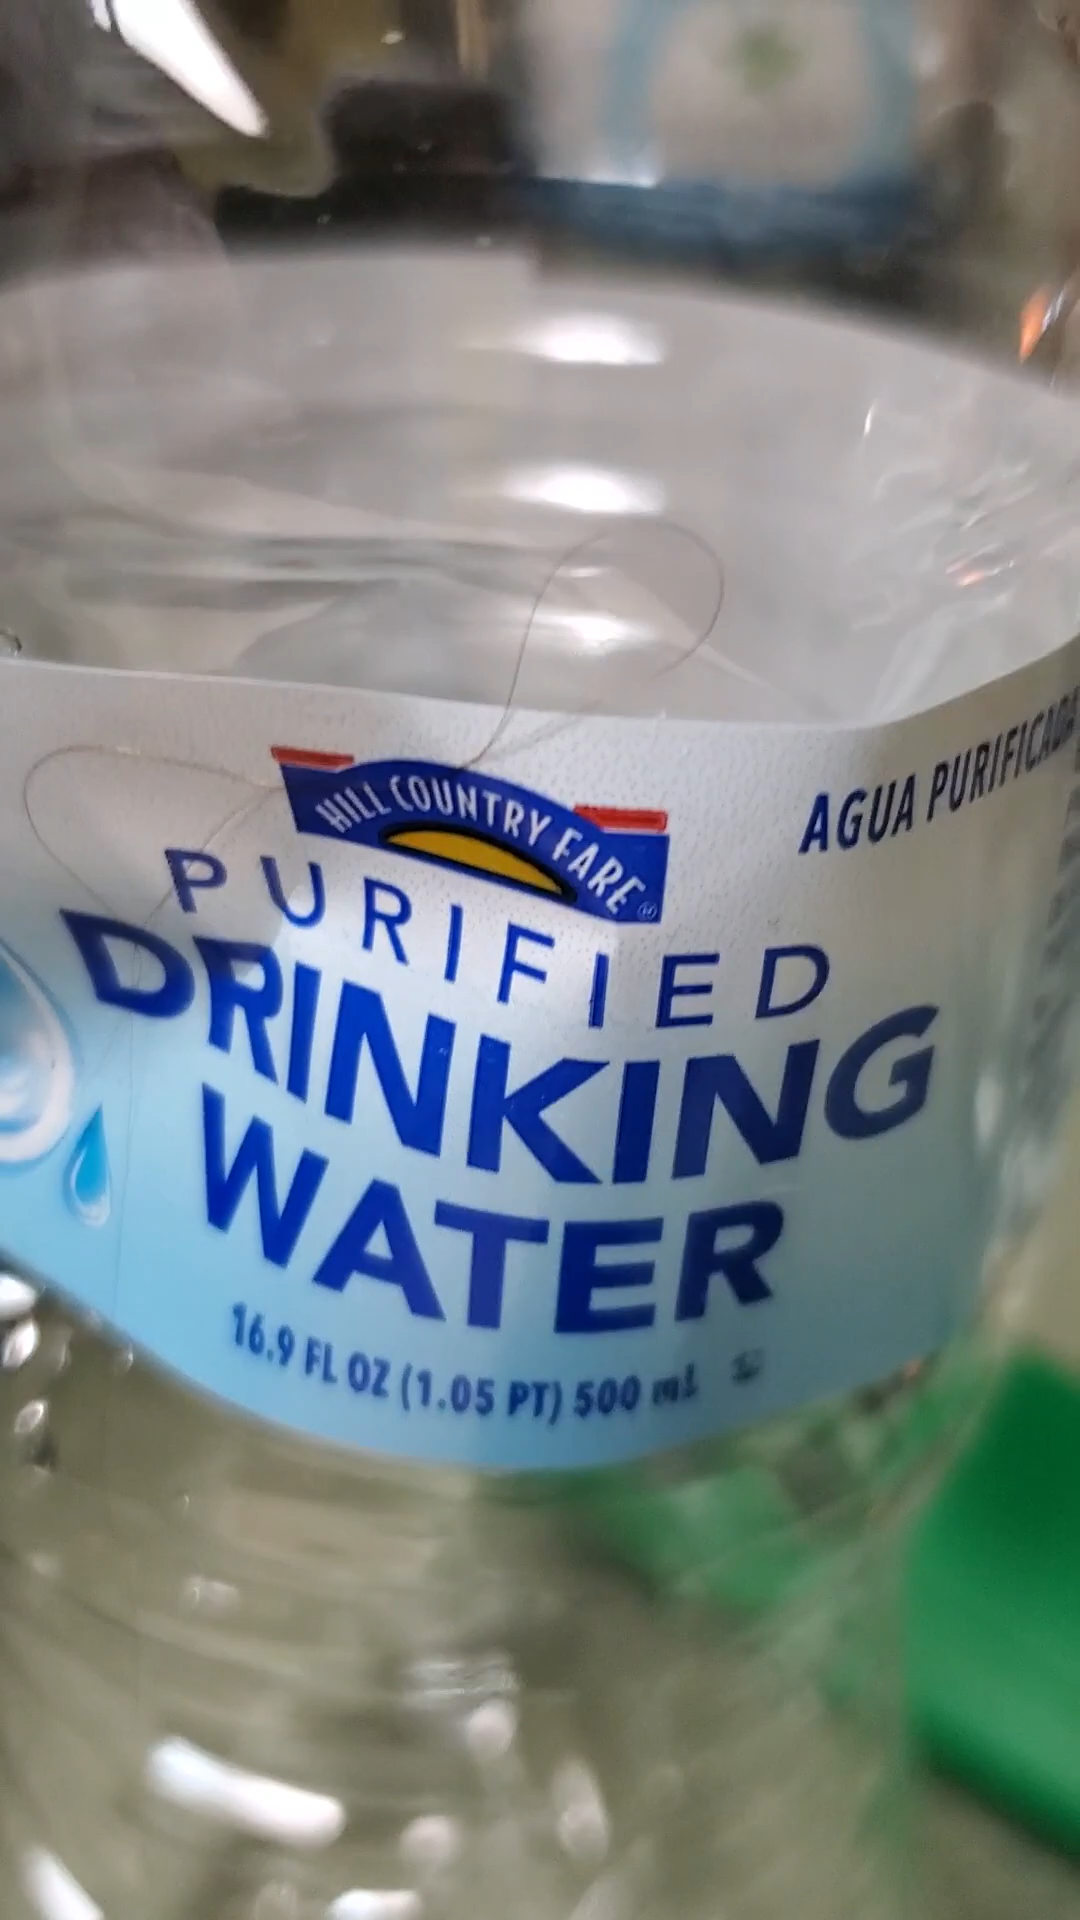 HILL COUNTRY FARE®
PURIFIED
DRINKING
WATER
16.9 FL OZ (1.05 PT) 500 mL
AGUA PURIFICADA